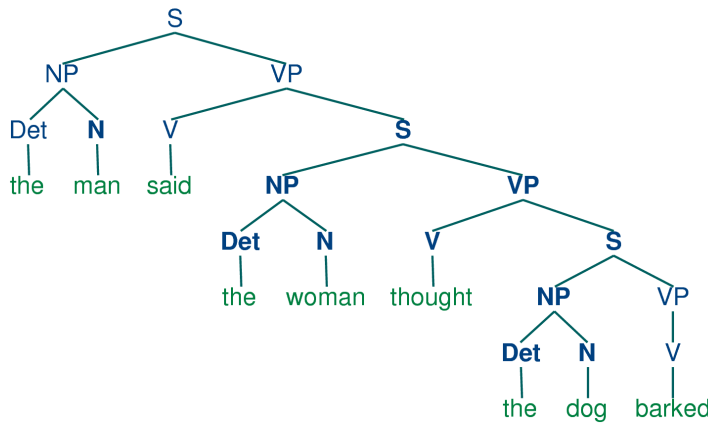 S
NP VP
Det N V S
the man said NP VP
Det N V S
the woman thought NP VP
Det N V
the dog barked